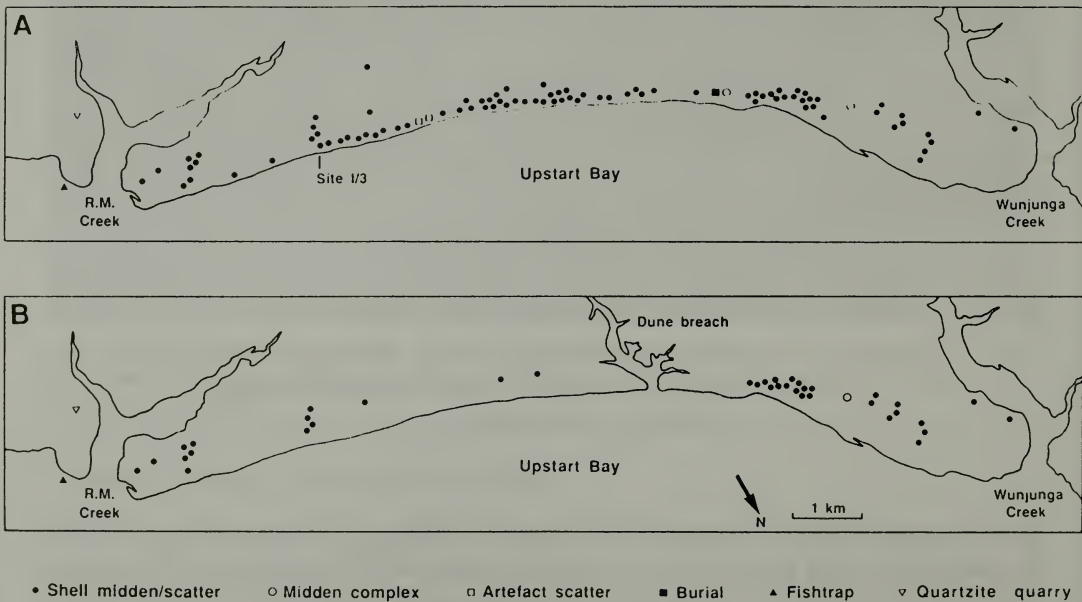 A
Site 1/3
Upstart Bay
R.M.
Creek
Wunjunga
Creek
B
Dune breach
Upstart Bay
R.M.
Creek
N
1 km
Wunjunga
Creek
Shell midden/scatter
Midden complex
Artefact scatter
Burial
Fishtrap
Quartzite quarry